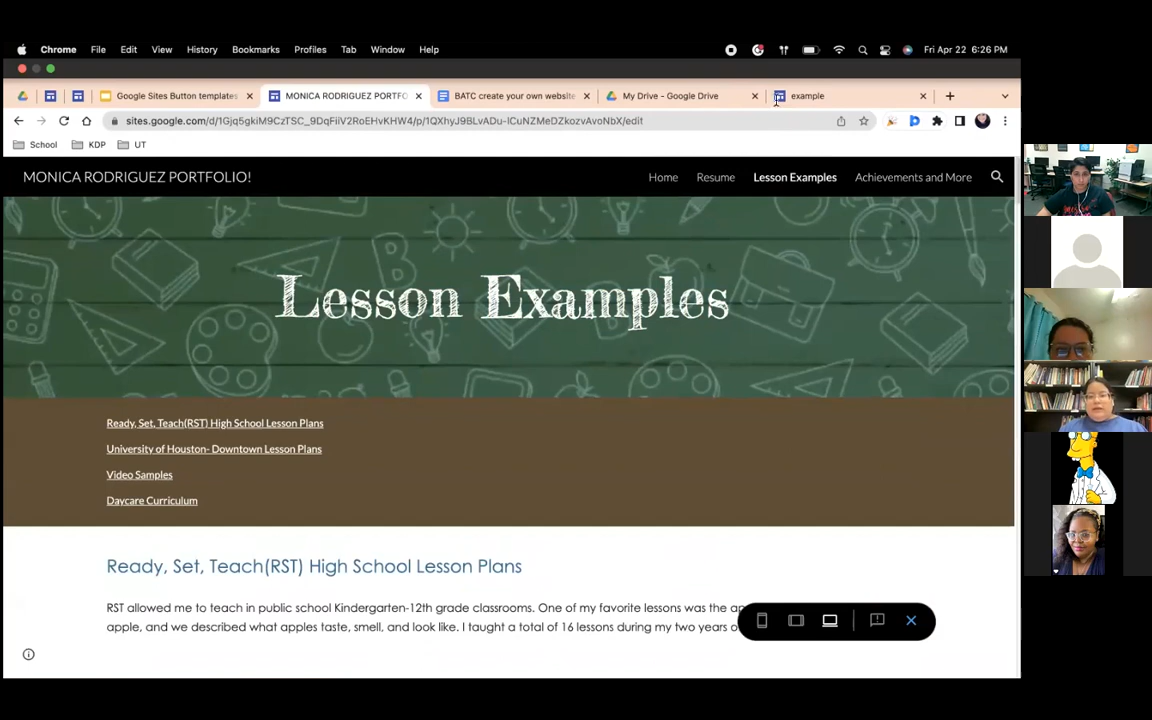 Chrome File Edit View History Bookmarks Profiles Tab Window Help Fri Apr 22 6:26 PM
Google Sites Button templates MONICA RODRIGUEZ PORTFO BATC create your own website My Drive - Google Drive example
sites.google.com/d/1Gjq5gkiM9CzTSC_9DqFiiV2RoEHvKHW4/p/1QXhyJ9BLvADu-ICuNZMeDZkozvAvoNbX/edit
School KDP UT
MONICA RODRIGUEZ PORTFOLIO! Home Resume Lesson Examples Achievements and More
Lesson Examples
Ready, Set, Teach(RST) High School Lesson Plans
University of Houston- Downtown Lesson Plans
Video Samples
Daycare Curriculum
Ready, Set, Teach(RST) High School Lesson Plans
RST allowed me to teach in public school Kindergarten-12th grade classrooms. One of my favorite lessons was the
apple, and we described what apples taste, smell, and look like. I taught a total of 16 lessons during my two years